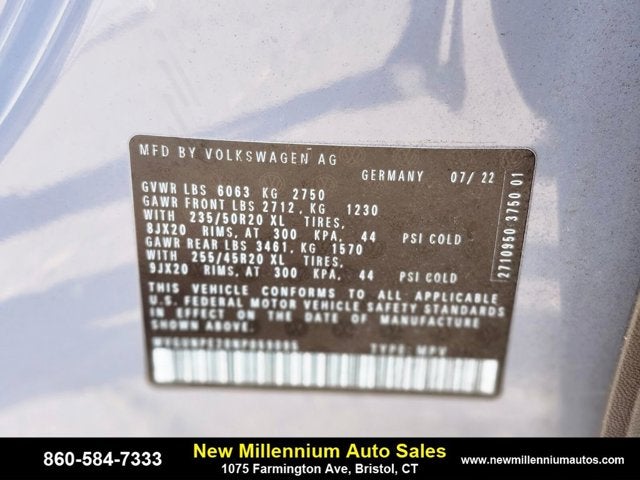 MFD BY VOLKSWAGEN AG
GERMANY 07/22
GVWR LBS 6063 KG 2750
GAWR FRONT LBS 2712, KG 1230
WITH 235/50R20 XL TIRES,
8JX20 RIMS, AT 300 KPA, 44 PSI COLD
GAWR REAR LBS 3461, KG 1570
WITH 255/45R20 XL TIRES,
9JX20 RIMS, AT 300 KPA, 44 PSI COLD
THIS VEHICLE CONFORMS TO ALL APPLICABLE
U.S. FEDERAL MOTOR VEHICLE SAFETY STANDARDS
IN EFFECT ON THE DATE OF MANUFACTURE
SHOWN ABOVE
TYPE: MPV
2710950 3750 01
860-584-7333
New Millennium Auto Sales
1075 Farmington Ave, Bristol, CT
www.newmillenniumautos.com